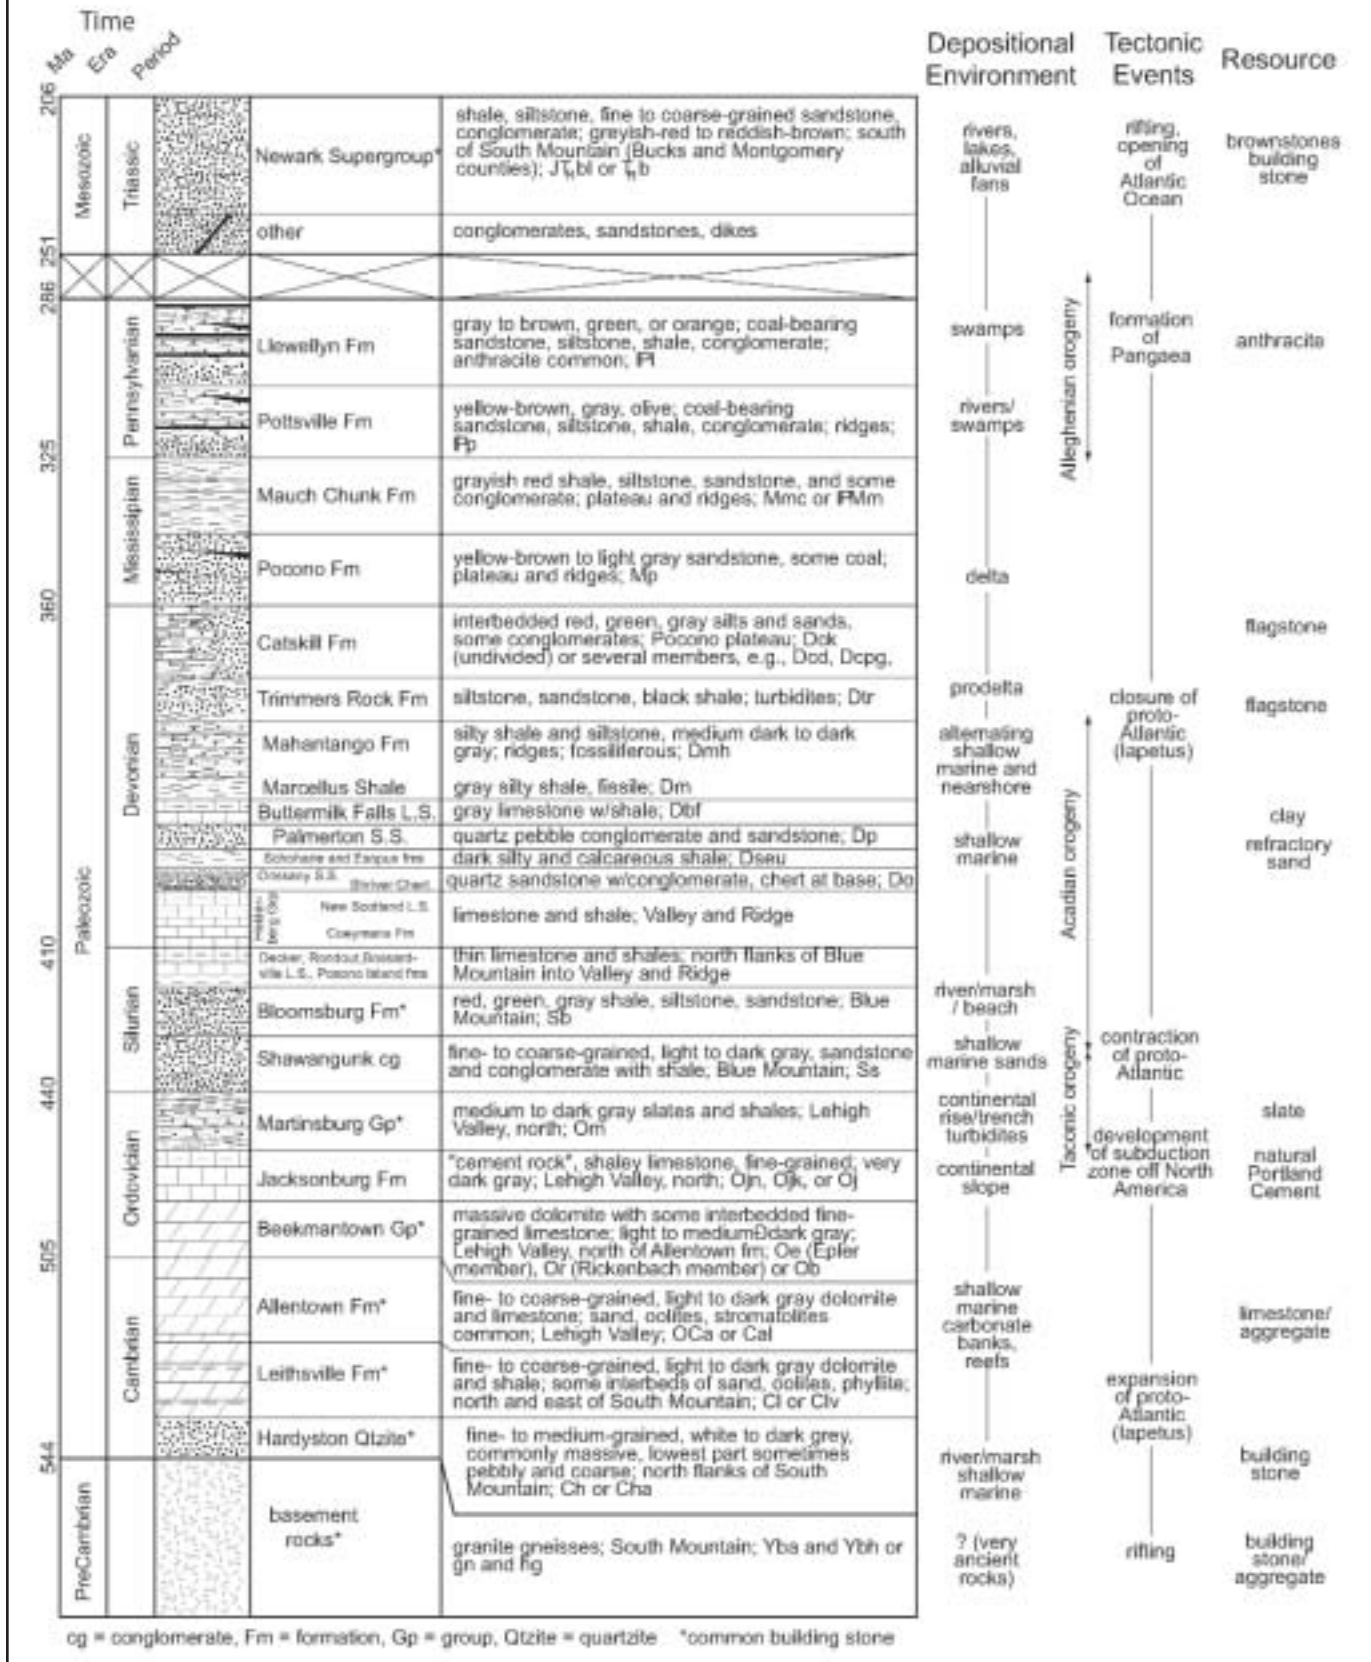 Time
Ma Era Period
Depositional Environment
Tectonic Events
Resource
206
Mesozoic
Triassic
Newark Supergroup*
shale, siltstone, fine to coarse-grained sandstone,
conglomerate; greyish-red to reddish-brown; south
of South Mountain (Bucks and Montgomery
counties);
rivers,
lakes,
alluvial
fans
rifting,
opening
of
Atlantic
Ocean
brownstones
building
stone
other
conglomerates, sandstones, dikes
251
286
Paleozoic
Pennsylvanian
Llewellyn Fm
gray to brown, green, or orange; coal-bearing
sandstone, siltstone, shale, conglomerate;
anthracite common; IPl
swamps
Alleghenian orogeny
formation
of
Pangaea
anthracite
Pottsville Fm
yellow-brown, gray, olive; coal-bearing
sandstone, siltstone, shale, conglomerate; ridges;
IPp
rivers/
swamps
325
Mississipian
Mauch Chunk Fm
grayish red shale, siltstone, sandstone, and some
conglomerate; plateau and ridges; Mmc or IPMm
Pocono Fm
yellow-brown to light gray sandstone, some coal;
plateau and ridges; Mp
delta
360
Devonian
Catskill Fm
interbedded red, green, gray silts and sands,
some conglomerates; Pocono plateau; Dck
(undivided) or several members, e.g., Dcd, Dcpg,
flagstone
Trimmers Rock Fm
siltstone, sandstone, black shale; turbidites; Dtr
prodelta
closure of
proto-
Atlantic
(Iapetus)
flagstone
Mahantango Fm
silty shale and siltstone, medium dark to dark
gray; ridges; fossiliferous; Dmh
alternating
shallow
marine and
nearshore
Marcellus Shale
gray silty shale, fissile; Dm
Buttermilk Falls L.S.
gray limestone w/shale; Dbf
clay
Palmerton S.S.
quartz pebble conglomerate and sandstone; Dp
shallow
marine
refractory
sand
Schoharie and Esopus fms
dark silty and calcareous shale; Dseu
Oriskany S.S.
Shriver Chert
quartz sandstone w/conglomerate, chert at base; Do
Acadian orogeny
New Scotland L.S.
Coeymans Fm
limestone and shale; Valley and Ridge
410
Silurian
Decker, Rondout, Bossard-
ville L.S., Poxono Island fms
thin limestone and shales; north flanks of Blue
Mountain into Valley and Ridge
Bloomsburg Fm*
red, green, gray shale, siltstone, sandstone; Blue
Mountain; Sb
river/marsh
/ beach
Shawangunk cg
fine- to coarse-grained, light to dark gray, sandstone
and conglomerate with shale; Blue Mountain; Ss
shallow
marine sands
Taconic orogeny
contraction
of proto-
Atlantic
440
Ordovician
Martinsburg Gp*
medium to dark gray slates and shales; Lehigh
Valley, north; Om
continental
rise/trench
turbidites
development
of subduction
zone off North
America
slate
Jacksonburg Fm
"cement rock", shaley limestone, fine-grained; very
dark gray; Lehigh Valley, north; Ojn, Ojk, or Oj
continental
slope
natural
Portland
Cement
Beekmantown Gp*
massive dolomite with some interbedded fine-
grained limestone; light to mediumÐdark gray;
Lehigh Valley, north of Allentown fm; Oe (Epler
member), Or (Rickenbach member) or Ob
505
Cambrian
Allentown Fm*
fine- to coarse-grained, light to dark gray dolomite
and limestone; sand, oolites, stromatolites
common; Lehigh Valley; OCa or Cal
shallow
marine
carbonate
banks,
reefs
limestone/
aggregate
Leithsville Fm*
fine- to coarse-grained, light to dark gray dolomite
and shale; some interbeds of sand, oolites, phyllite;
north and east of South Mountain; Cl or Clv
expansion
of proto-
Atlantic
(Iapetus)
Hardyston Qtzite*
fine- to medium-grained, white to dark grey,
commonly massive, lowest part sometimes
pebbly and coarse; north flanks of South
Mountain; Ch or Cha
river/marsh
shallow
marine
building
stone
544
PreCambrian
basement
rocks*
granite gneisses; South Mountain; Yba and Ybh or
gn and hg
? (very
ancient
rocks)
rifting
building
stone/
aggregate
cg = conglomerate, Fm = formation, Gp = group, Qtzite = quartzite *common building stone